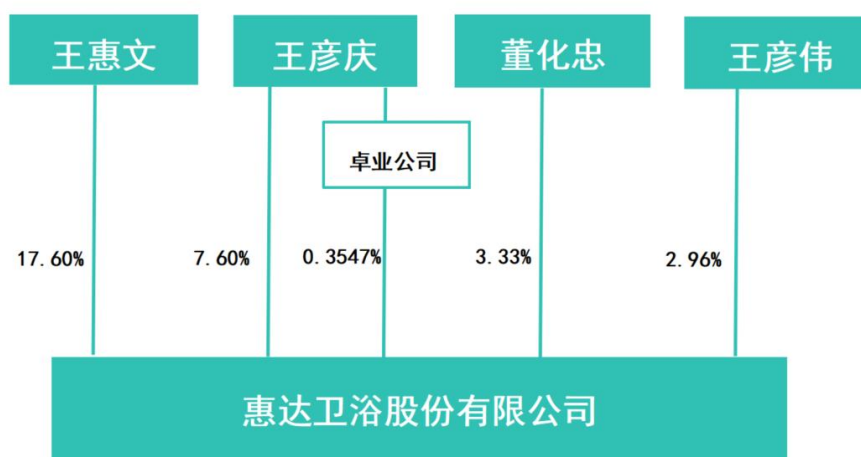 王惠文
王彦庆
董化忠
王彦伟
卓业公司
17.60%
7.60%
0.3547%
3.33%
2.96%
惠达卫浴股份有限公司